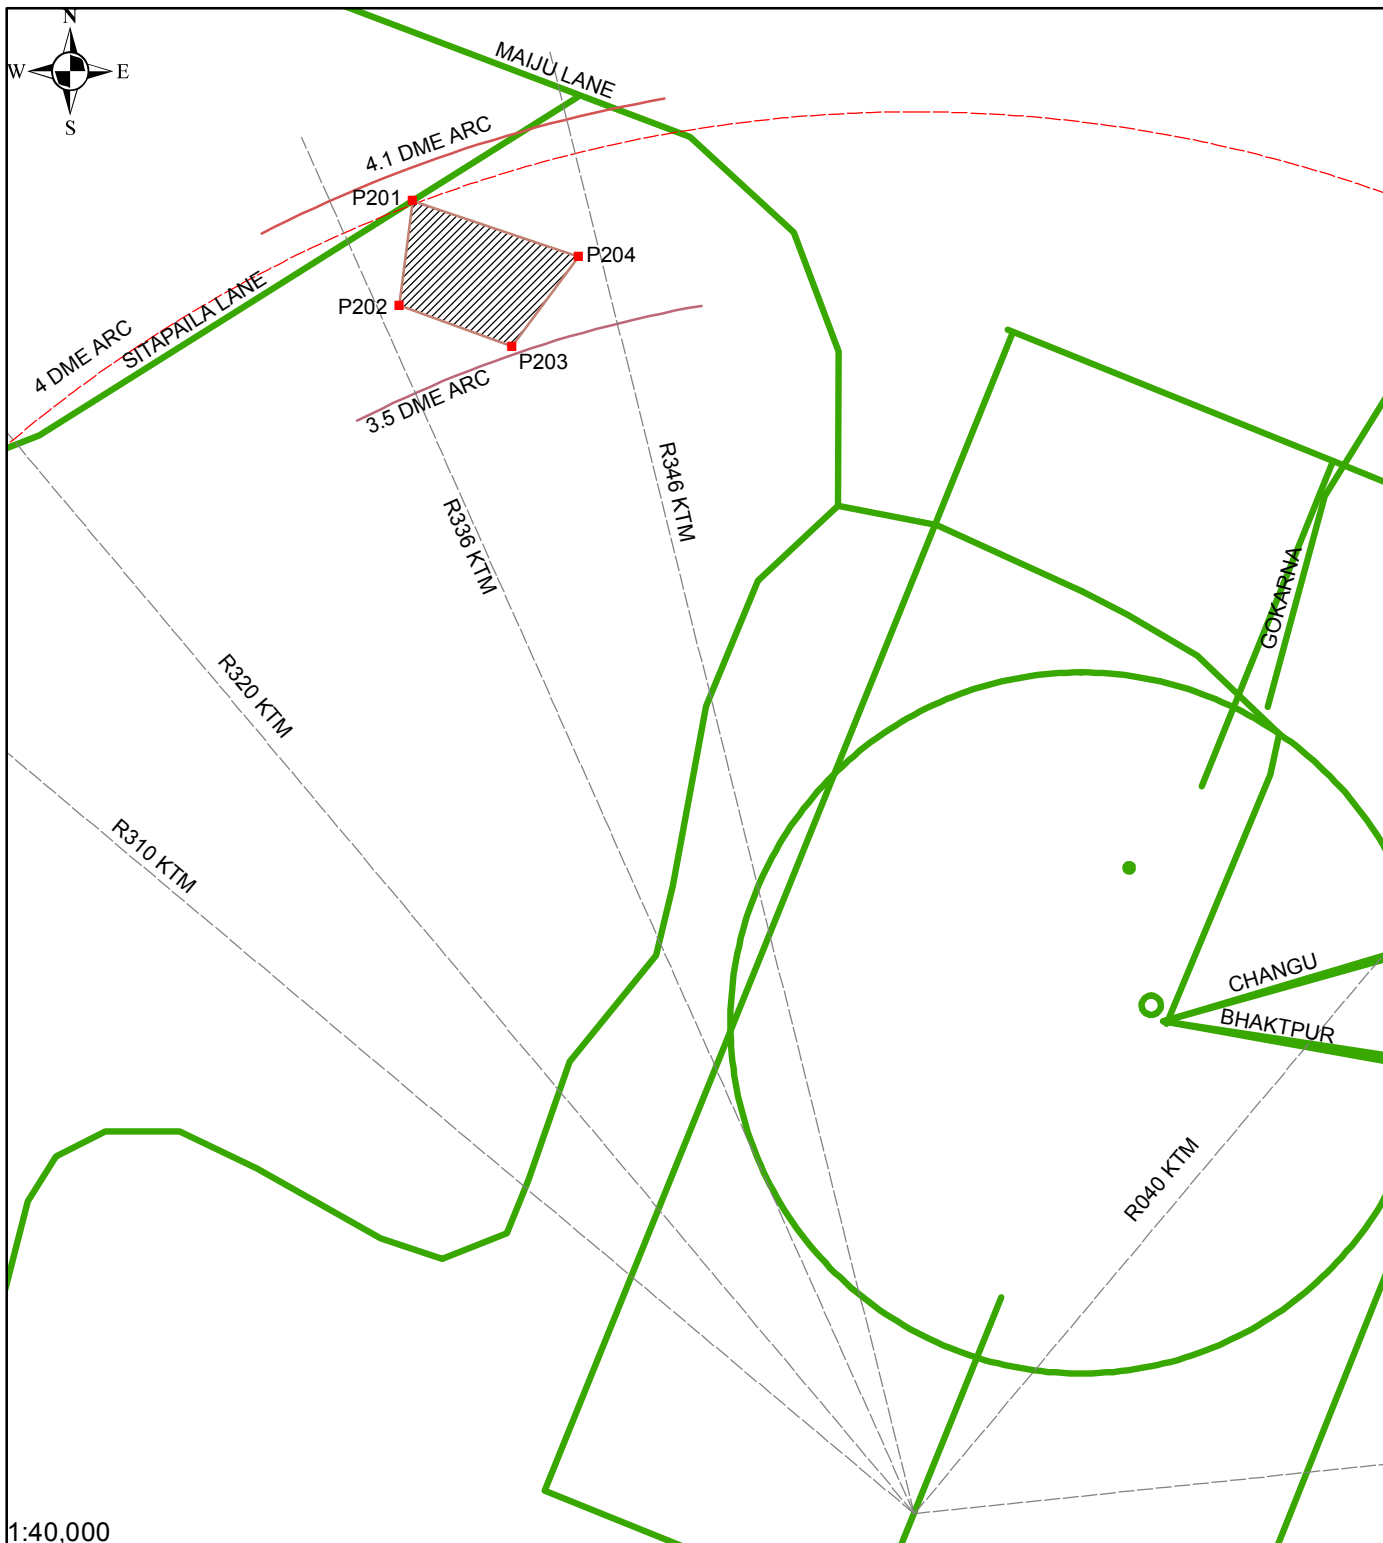 N
W
E
S
MAIJU LANE
4.1 DME ARC
P201
P204
4 DME ARC
SITAPAILA LANE
P202
P203
3.5 DME ARC
R346 KTM
R336 KTM
GOKARNA
R320 KTM
R310 KTM
CHANGU
BHAKTPUR
R040 KTM
1:40,000